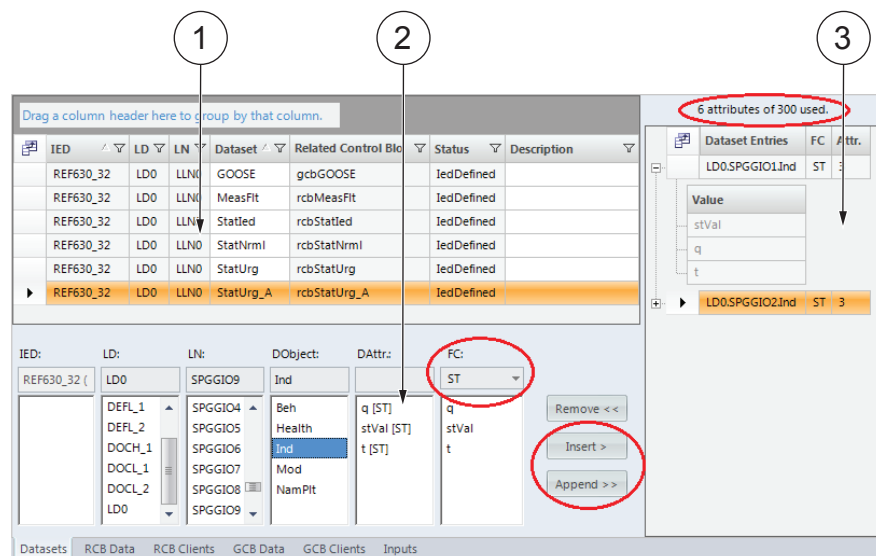 1 2 3
Drag a column header here to group by that column.
6 attributes of 300 used.
IED LD LN Dataset Related Control Blo Status Description
REF630_32 LD0 LLN0 GOOSE gcbGOOSE IedDefined
REF630_32 LD0 LLN0 MeasFlt rcbMeasFlt IedDefined
REF630_32 LD0 LLN0 StatIed rcbStatIed IedDefined
REF630_32 LD0 LLN0 StatNrml rcbStatNrml IedDefined
REF630_32 LD0 LLN0 StatUrg rcbStatUrg IedDefined
REF630_32 LD0 LLN0 StatUrg_A rcbStatUrg_A IedDefined
Dataset Entries FC Attr.
LD0.SPGGIO1.Ind ST 3
Value
stVal
q
t
LD0.SPGGIO2.Ind ST 3
IED: LD: LN: DObject: DAttr.: FC:
REF630_32 ( LD0 SPGGIO9 Ind ST
DEFL_1 SPGGIO4 Beh q [ST] q
DEFL_2 SPGGIO5 Health stVal [ST] stVal
DOCH_1 SPGGIO6 Ind t [ST] t
DOCL_1 SPGGIO7 Mod
DOCL_2 SPGGIO8 NamPlt
LD0 SPGGIO9
Remove <<
Insert >
Append >>
Datasets RCB Data RCB Clients GCB Data GCB Clients Inputs